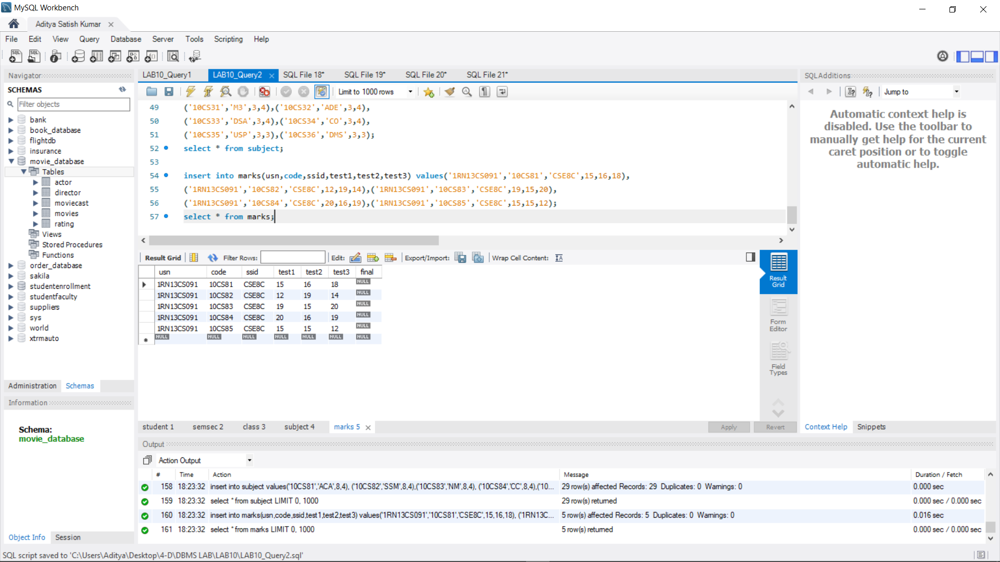 MySQL Workbench
Aditya Satish Kumar
File Edit View Query Database Server Tools Scripting Help
Navigator
SCHEMAS
Filter objects
bank
book_database
flightdb
insurance
movie_database
Tables
actor
director
moviecast
movies
rating
Views
Stored Procedures
Functions
order_database
sakila
studentenrollment
studentfaculty
suppliers
sys
world
xtrmauto
Administration Schemas
Information
Schema:
movie_database
Object Info Session
LAB10_Query1 LAB10_Query2 SQL File 18* SQL File 19* SQL File 20* SQL File 21*
Limit to 1000 rows
49 ('10CS31','M3',3,4),('10CS32','ADE',3,4),
50 ('10CS33','DSA',3,4),('10CS34','CO',3,4),
51 ('10CS35','USP',3,3),('10CS36','DMS',3,3);
52 select * from subject;
53
54 insert into marks(usn,code,ssid,test1,test2,test3) values('1RN13CS091','10CS81','CSE8C',15,16,18),
55 ('1RN13CS091','10CS82','CSE8C',12,19,14),('1RN13CS091','10CS83','CSE8C',19,15,20),
56 ('1RN13CS091','10CS84','CSE8C',20,16,19),('1RN13CS091','10CS85','CSE8C',15,15,12);
57 select * from marks;
Result Grid Filter Rows: Edit: Export/Import: Wrap Cell Content:
usn code ssid test1 test2 test3 final
1RN13CS091 10CS81 CSE8C 15 16 18 NULL
1RN13CS091 10CS82 CSE8C 12 19 14 NULL
1RN13CS091 10CS83 CSE8C 19 15 20 NULL
1RN13CS091 10CS84 CSE8C 20 16 19 NULL
1RN13CS091 10CS85 CSE8C 15 15 12 NULL
NULL NULL NULL NULL NULL NULL NULL
Result
Grid
Form
Editor
Field
Types
student 1 semsec 2 class 3 subject 4 marks 5 Apply Revert
SQLAdditions
Jump to
Automatic context help is
disabled. Use the toolbar to
manually get help for the current
caret position or to toggle
automatic help.
Context Help Snippets
Output
Action Output
# Time Action Message Duration / Fetch
158 18:23:32 insert into subject values('10CS81','ACA',8,4), ('10CS82','SSM',8,4),('10CS83','NM',8,4), ('10CS84','CC',8,4),('10... 29 row(s) affected Records: 29 Duplicates: 0 Warnings: 0 0.000 sec
159 18:23:32 select * from subject LIMIT 0, 1000 29 row(s) returned 0.000 sec / 0.000 sec
160 18:23:32 insert into marks(usn,code,ssid,test1,test2,test3) values('1RN13CS091','10CS81','CSE8C',15,16,18), ('1RN13C... 5 row(s) affected Records: 5 Duplicates: 0 Warnings: 0 0.016 sec
161 18:23:32 select * from marks LIMIT 0, 1000 5 row(s) returned 0.000 sec / 0.000 sec
SQL script saved to 'C:\Users\Aditya\Desktop\4-D\DBMS LAB\LAB10\LAB10_Query2.sql'